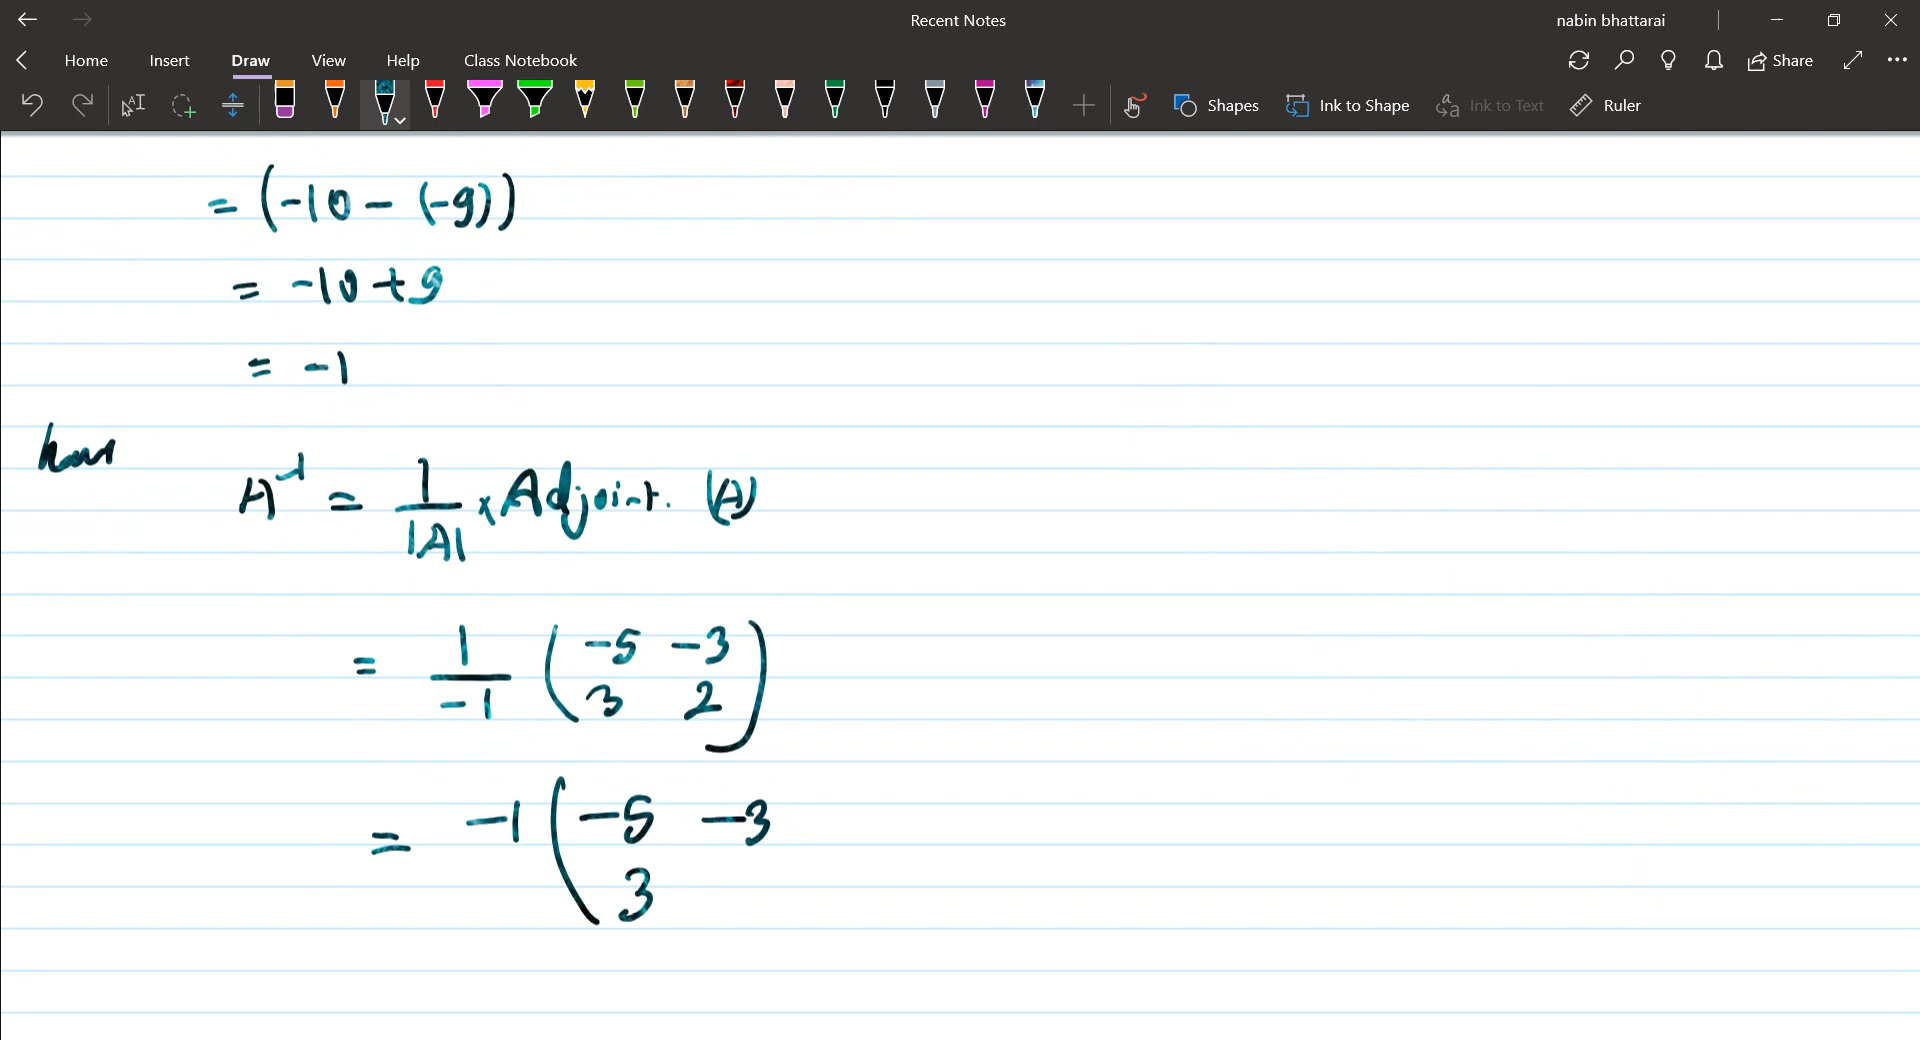 Recent Notes nabin bhattarai
Home Insert Draw View Help Class Notebook Share
Shapes Ink to Shape Ink to Text Ruler
= (-10 - (-9))
= -10 + 9
= -1
A⁻¹ = 1/|A| × Adjoint. (A)
= 1/-1 ( -5 -3
3 2 )
= -1 ( -5 -3
3